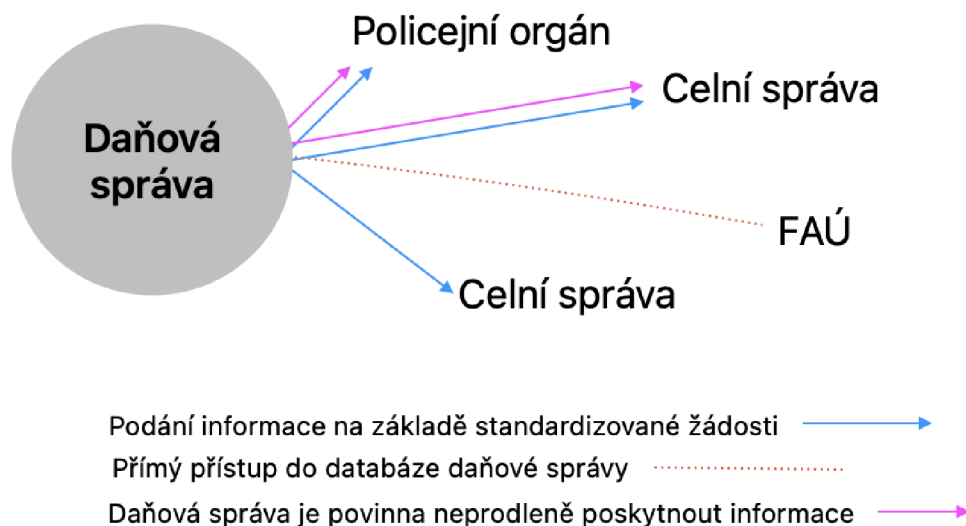 Policejní orgán
Celní správa
Daňová
správa
FAÚ
Celní správa
Podání informace na základě standardizované žádosti
Přímý přístup do databáze daňové správy
Daňová správa je povinna neprodleně poskytnout informace